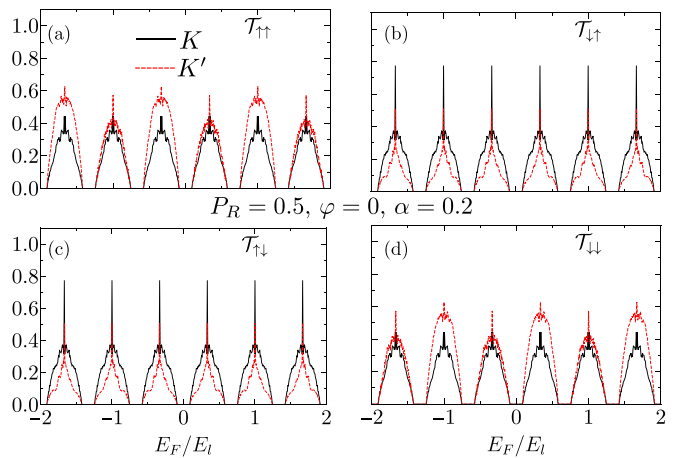 (a) K K′ 𝒯↑↑
1.0
0.8
0.6
0.4
0.2
0.0
(b) 𝒯↓↑
P_R = 0.5, φ = 0, α = 0.2
(c) 𝒯↑↓
1.0
0.8
0.6
0.4
0.2
0.0
−2 −1 0 1 2
E_F/E_l
(d) 𝒯↓↓
−2 −1 0 1 2
E_F/E_l